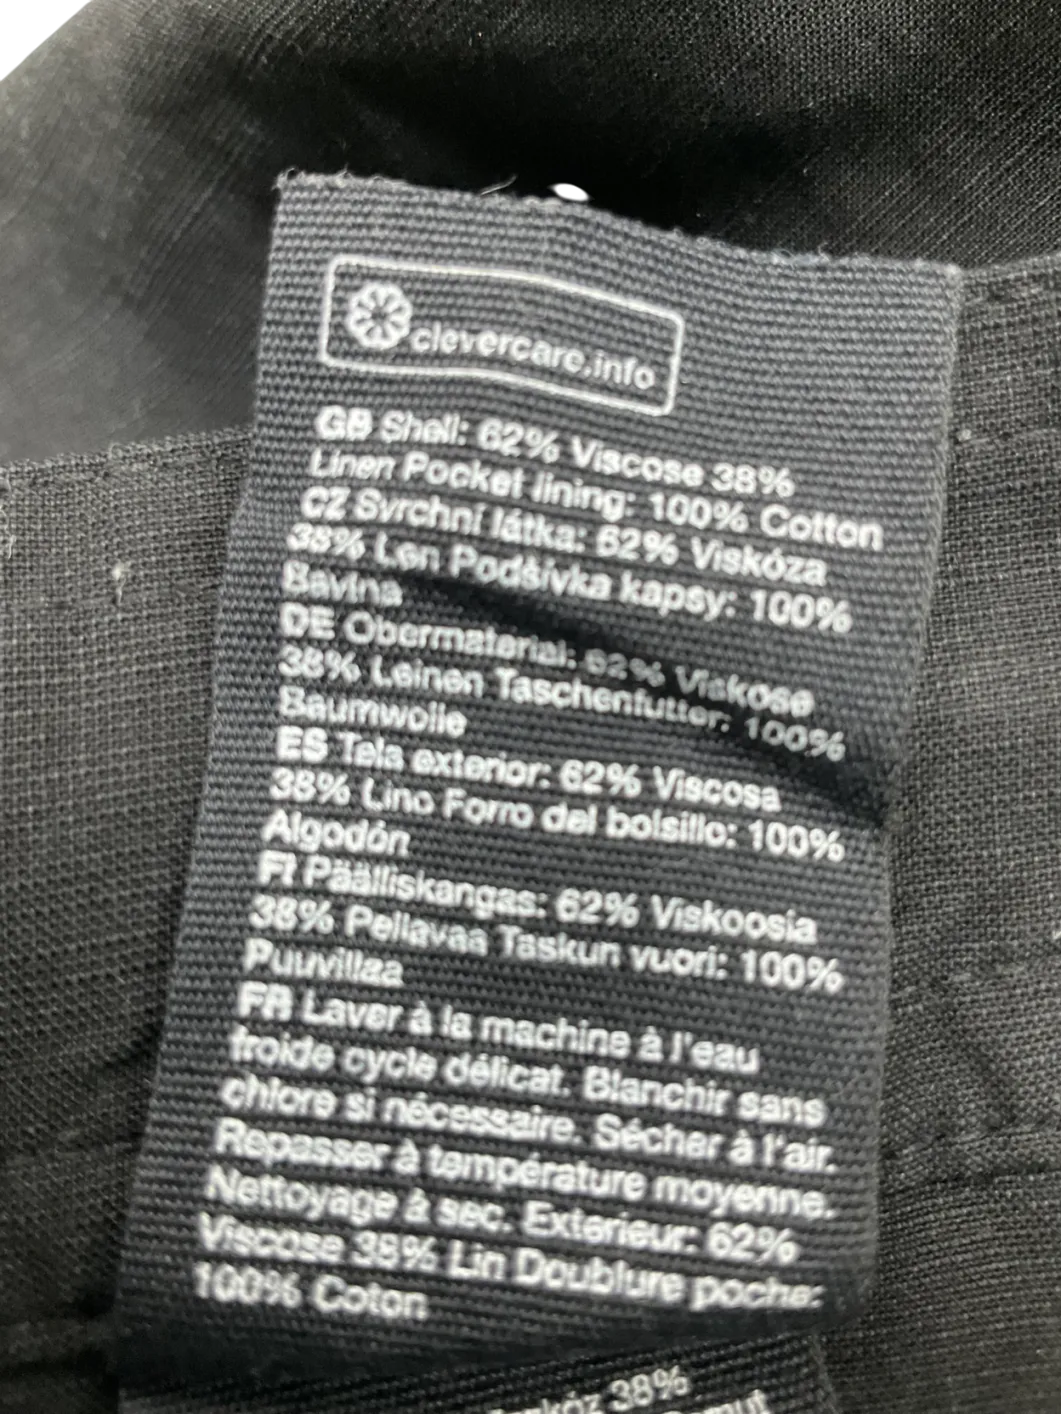 clevercare.info
GB Shell: 62% Viscose 38%
Linen Pocket lining: 100% Cotton
CZ Svrchní látka: 62% Viskóza
38% Len Podšívka kapsy: 100%
Bavlna
DE Obermaterial: 62% Viskose
38% Leinen Taschenfutter: 100%
Baumwolle
ES Tela exterior: 62% Viscosa
38% Lino Forro del bolsillo: 100%
Algodón
FI Päälliskangas: 62% Viskoosia
38% Pellavaa Taskun vuori: 100%
Puuvillaa
FR Laver à la machine à l'eau
froide cycle délicat. Blanchir sans
chlore si nécessaire. Sécher à l'air.
Repasser à température moyenne.
Nettoyage à sec. Exterieur: 62%
Viscose 38% Lin Doublure poche:
100% Coton
38%